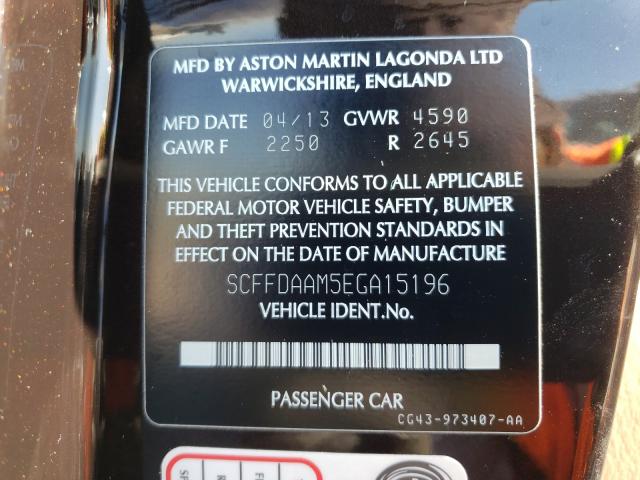 MFD BY ASTON MARTIN LAGONDA LTD
WARWICKSHIRE, ENGLAND
MFD DATE 04/13 GVWR 4590
GAWR F 2250 R 2645
THIS VEHICLE CONFORMS TO ALL APPLICABLE
FEDERAL MOTOR VEHICLE SAFETY, BUMPER
AND THEFT PREVENTION STANDARDS IN
EFFECT ON THE DATE OF MANUFACTURE
SCFFDAAM5EGA15196
VEHICLE IDENT.No.
PASSENGER CAR
CG43-973407-AA